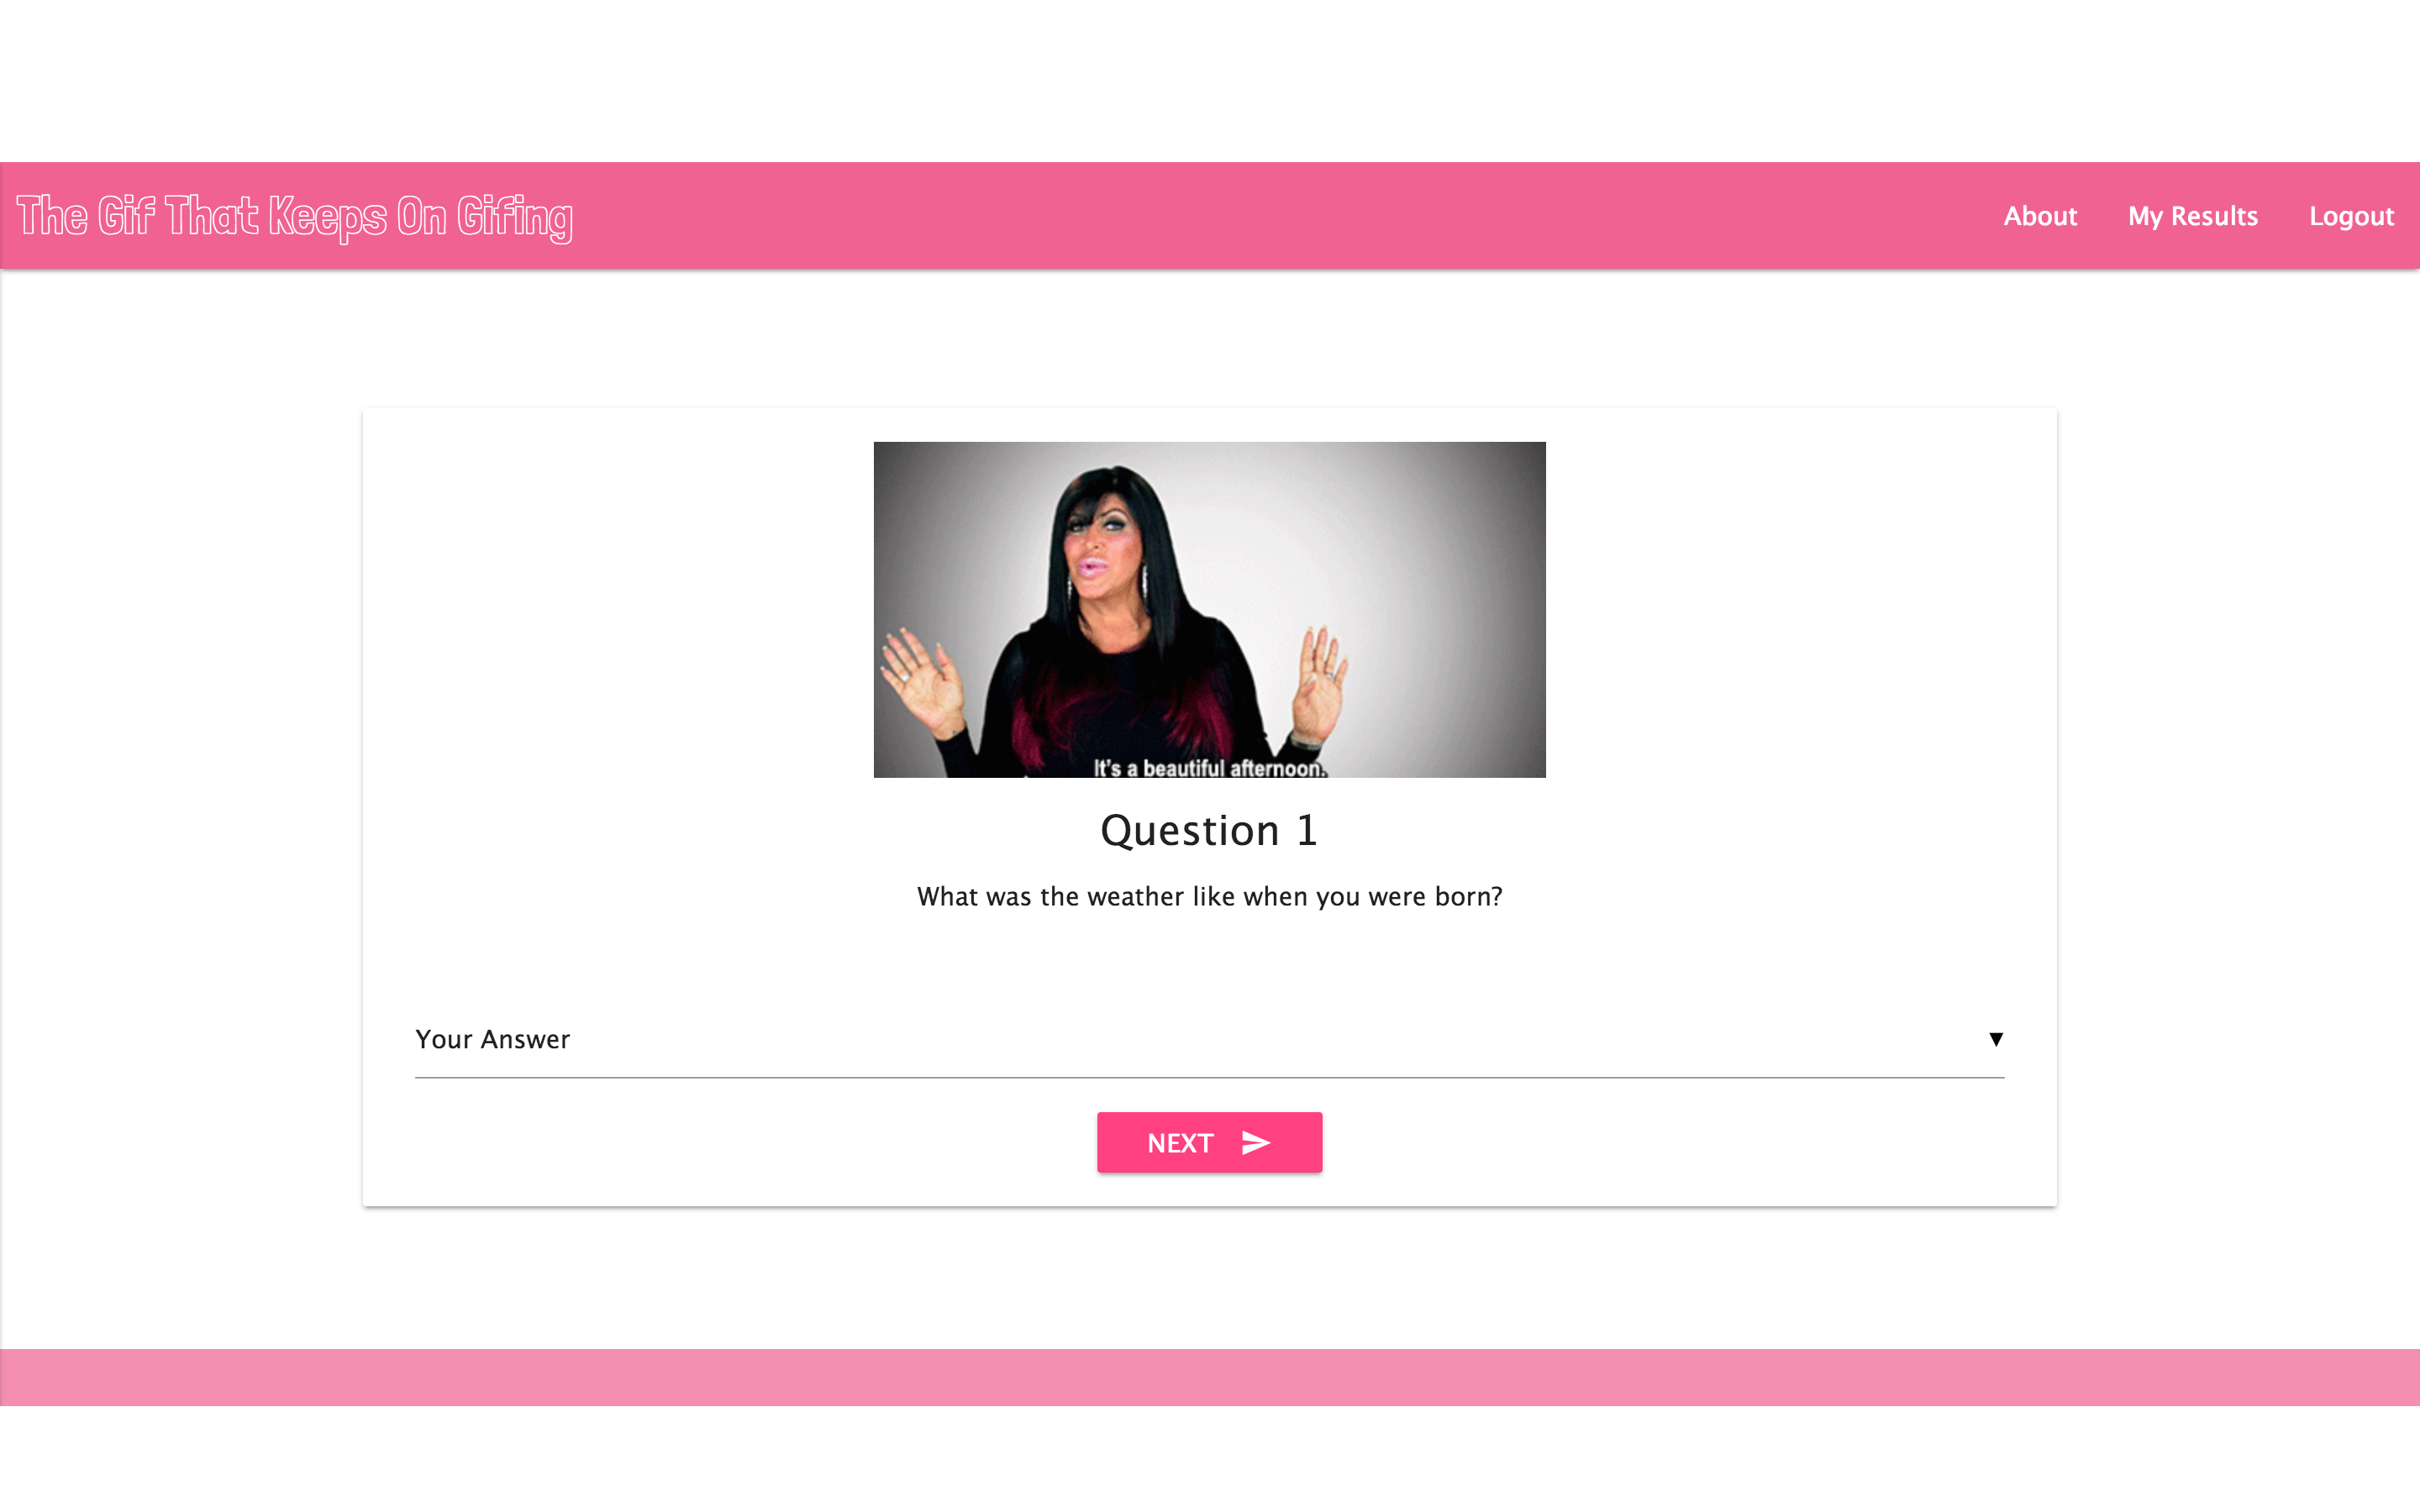 The Gif That Keeps On Gifing
About My Results Logout
It's a beautiful afternoon.
Question 1
What was the weather like when you were born?
Your Answer
NEXT